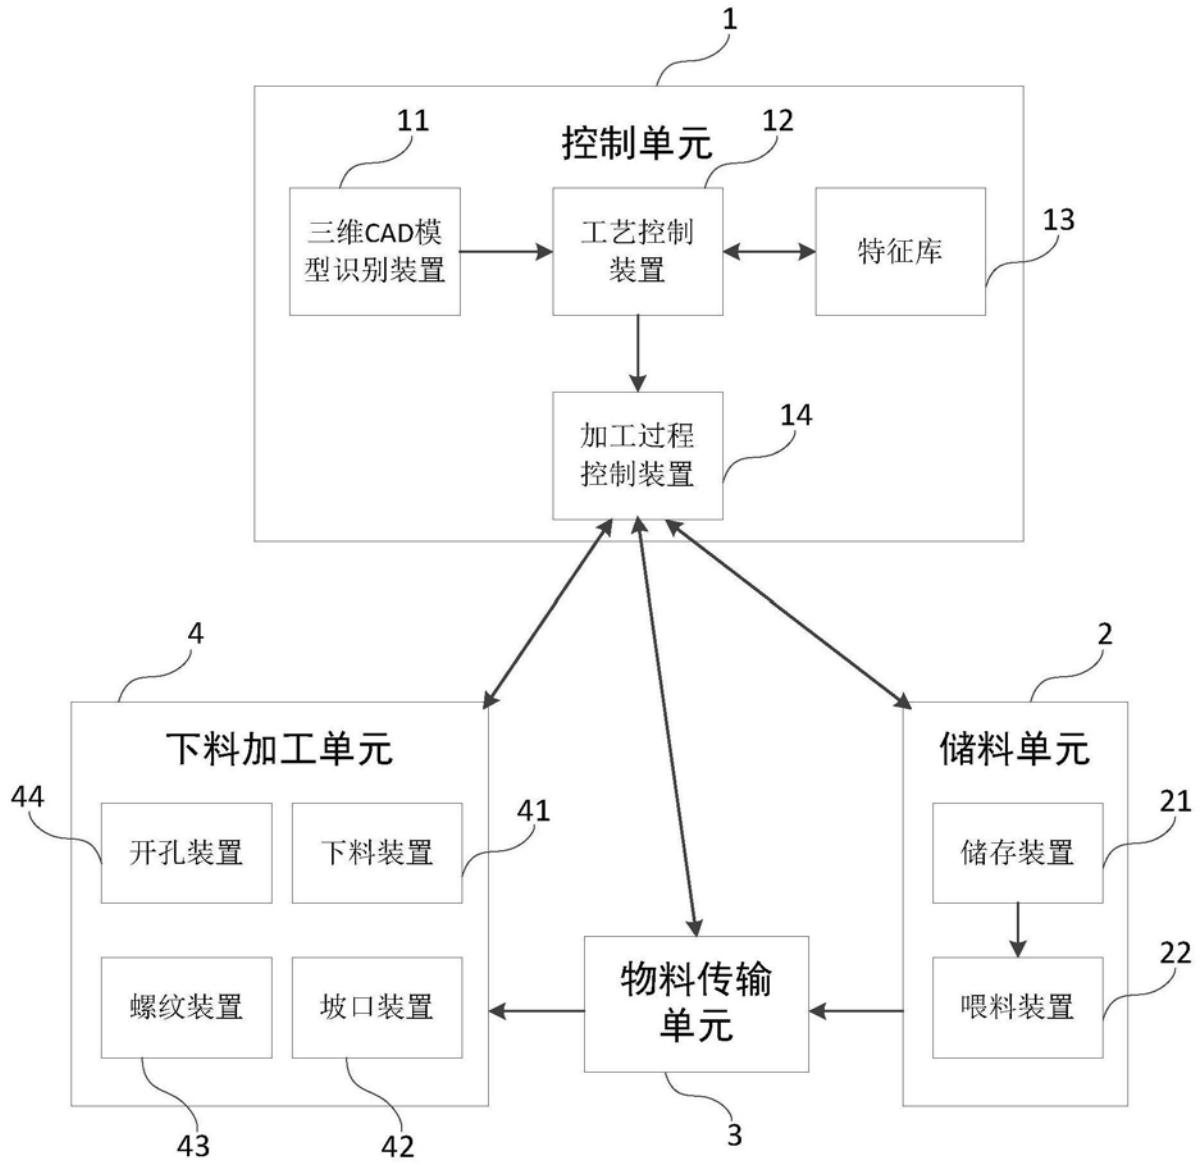 1
控制单元
11
12
三维CAD模
型识别装置
工艺控制
装置
特征库
13
加工过程
控制装置
14
4
2
下料加工单元
储料单元
44
开孔装置
下料装置
41
储存装置
21
物料传输
单元
螺纹装置
坡口装置
喂料装置
22
43
42
3